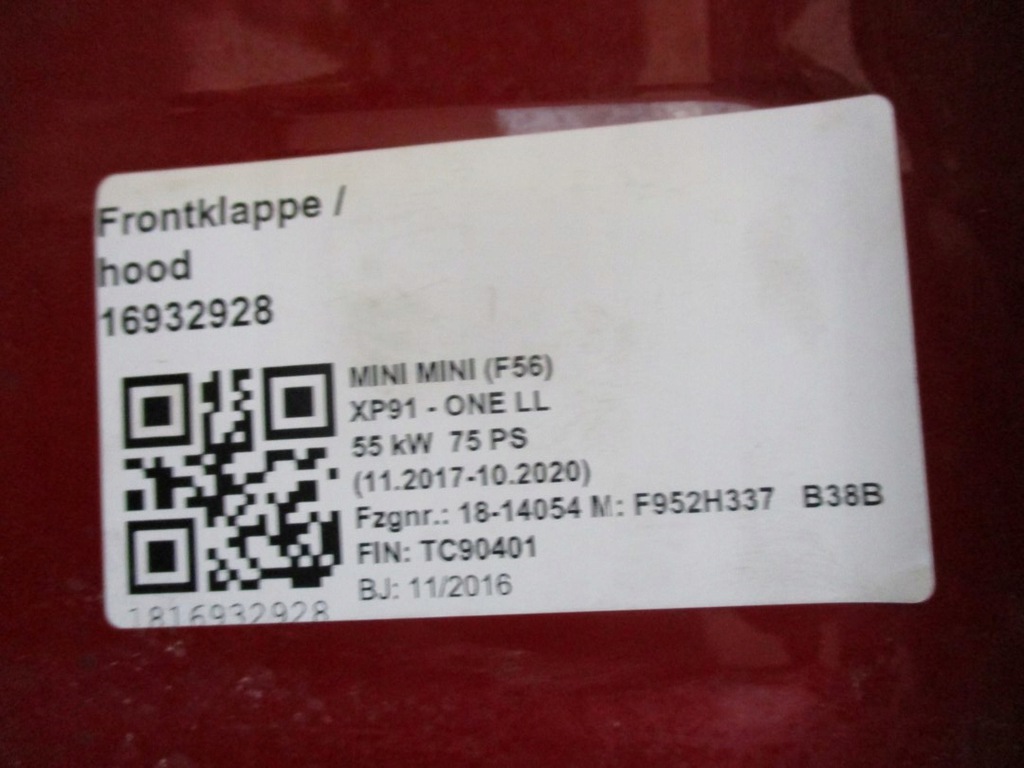 Frontklappe /
hood
16932928
MINI MINI (F56)
XP91 - ONE LL
55 kW 75 PS
(11.2017-10.2020)
Fzgnr.: 18-14054 M: F952H337 B38B
FIN: TC90401
BJ: 11/2016
1816932928